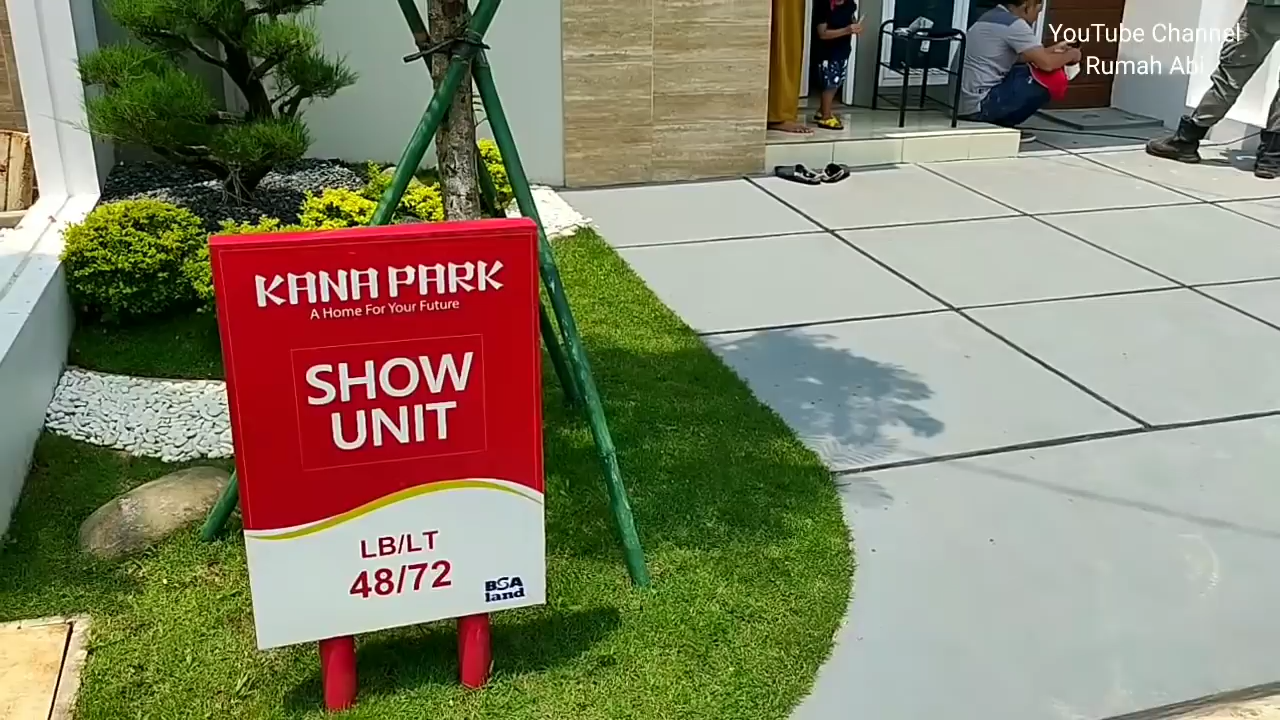 YouTube Channel
Rumah Abi
KANA PARK
A Home For Your Future
SHOW
UNIT
LB/LT
48/72
BSA
land